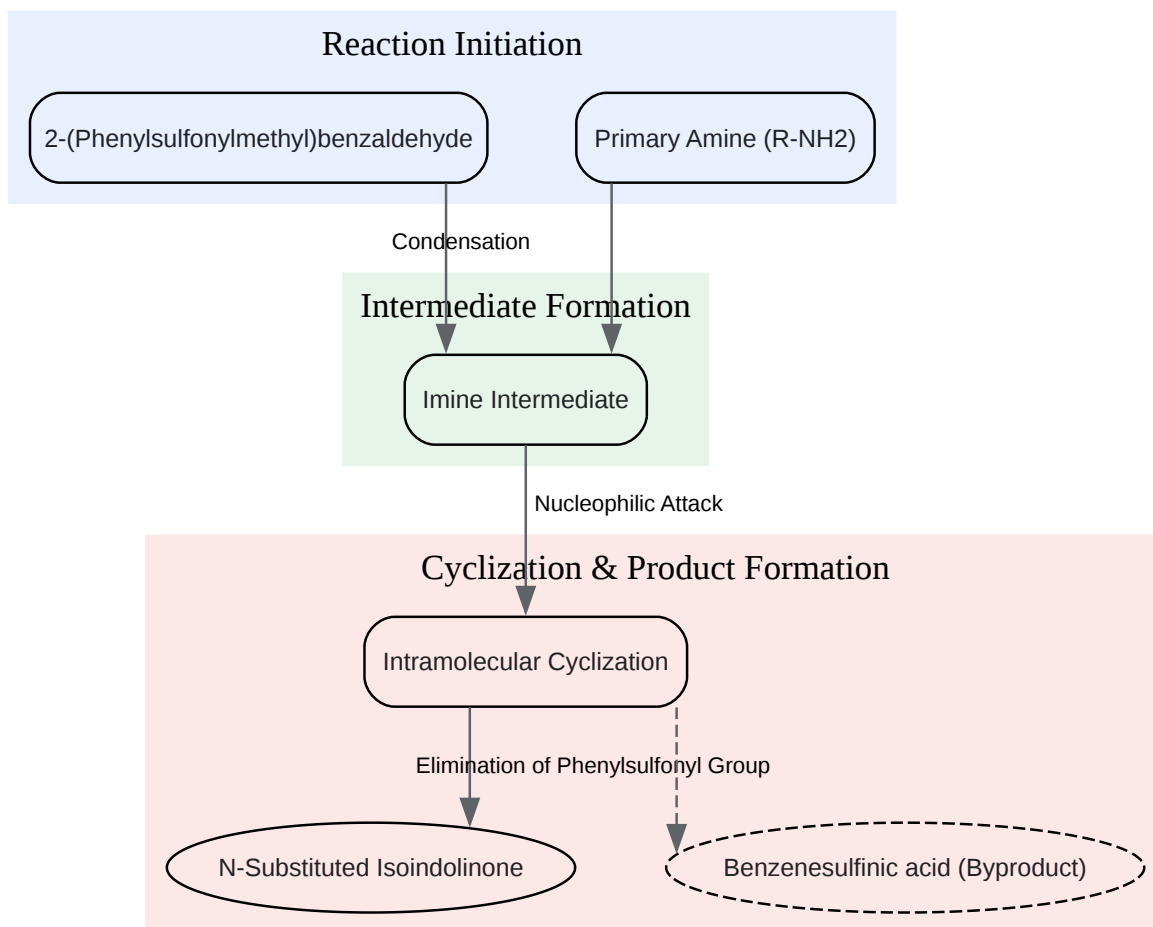 Reaction Initiation
2-(Phenylsulfonylmethyl)benzaldehyde
Primary Amine (R-NH2)
Condensation
Intermediate Formation
Imine Intermediate
Nucleophilic Attack
Cyclization & Product Formation
Intramolecular Cyclization
Elimination of Phenylsulfonyl Group
N-Substituted Isoindolinone
Benzenesulfinic acid (Byproduct)